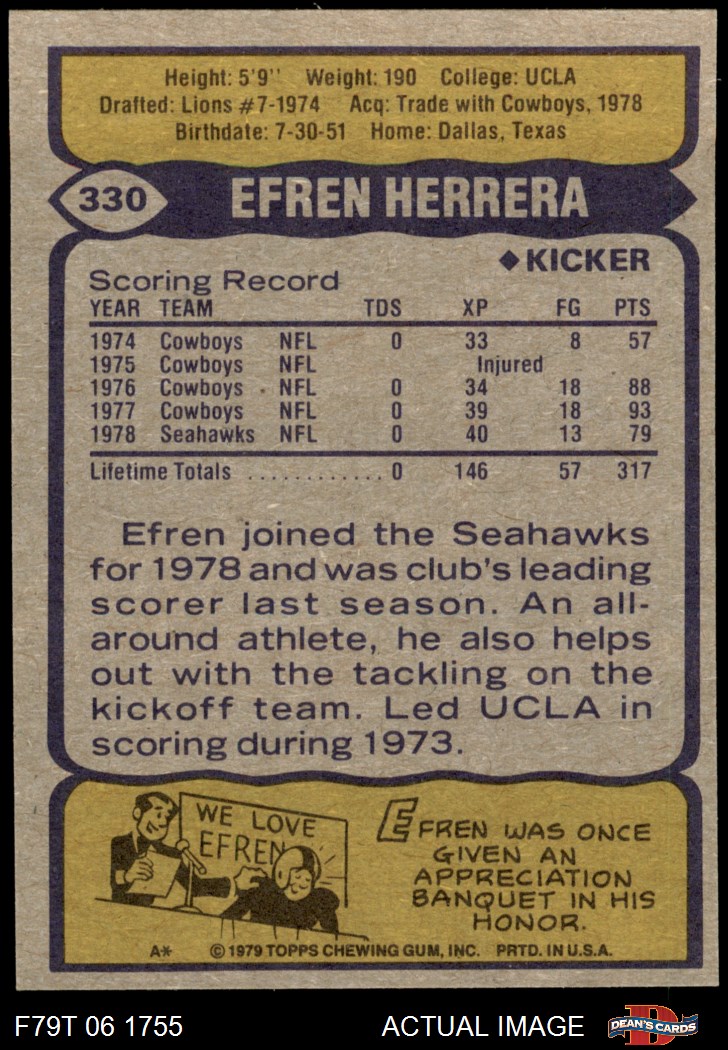 Height: 5'9'' Weight: 190 College: UCLA
Drafted: Lions #7-1974 Acq: Trade with Cowboys, 1978
Birthdate: 7-30-51 Home: Dallas, Texas
330 EFREN HERRERA
◆KICKER
Scoring Record
YEAR TEAM TDS XP FG PTS
1974 Cowboys NFL 0 33 8 57
1975 Cowboys NFL Injured
1976 Cowboys NFL 0 34 18 88
1977 Cowboys NFL 0 39 18 93
1978 Seahawks NFL 0 40 13 79
Lifetime Totals ............ 0 146 57 317
Efren joined the Seahawks
for 1978 and was club's leading
scorer last season. An all-
around athlete, he also helps
out with the tackling on the
kickoff team. Led UCLA in
scoring during 1973.
WE LOVE
EFREN
EFREN WAS ONCE
GIVEN AN
APPRECIATION
BANQUET IN HIS
HONOR.
A* © 1979 TOPPS CHEWING GUM, INC. PRTD. IN U.S.A.
F79T 06 1755 ACTUAL IMAGE DEAN'S CARDS